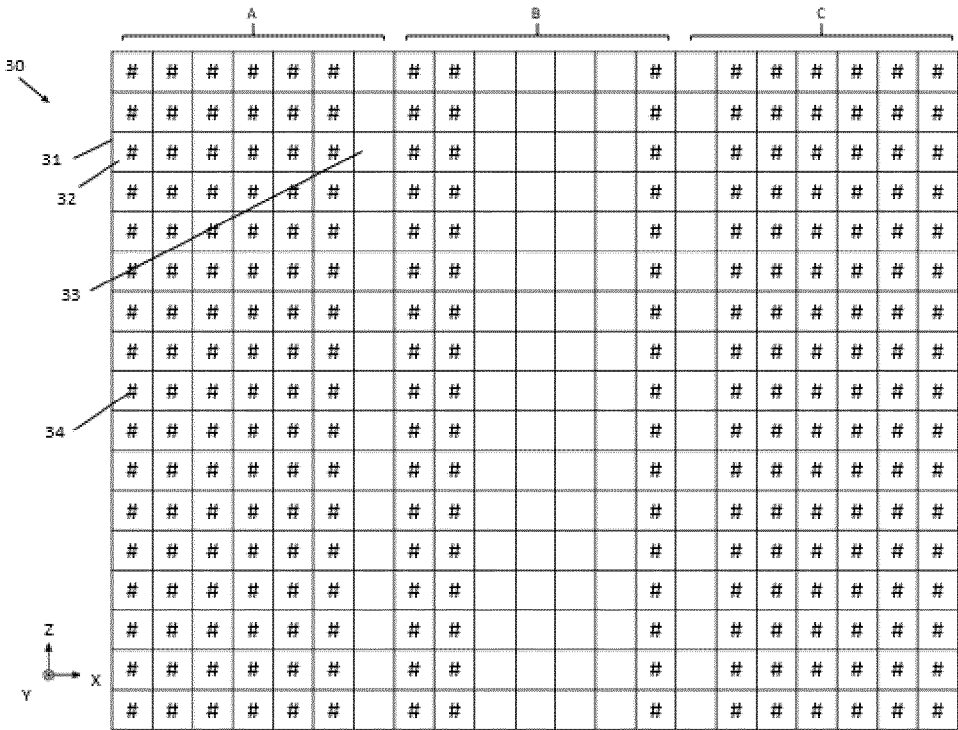 A B C
30 # # # # # # # # # # # # # # #
# # # # # # # # # # # # # # #
31 # # # # # # # # # # # # # # #
32 # # # # # # # # # # # # # # #
# # # # # # # # # # # # # # #
# # # # # # # # # # # # # # #
33 # # # # # # # # # # # # # # #
# # # # # # # # # # # # # # #
# # # # # # # # # # # # # # #
34 # # # # # # # # # # # # # # #
# # # # # # # # # # # # # # #
# # # # # # # # # # # # # # #
# # # # # # # # # # # # # # #
# # # # # # # # # # # # # # #
Z # # # # # # # # # # # # # # #
X # # # # # # # # # # # # # # #
Y # # # # # # # # # # # # # # #